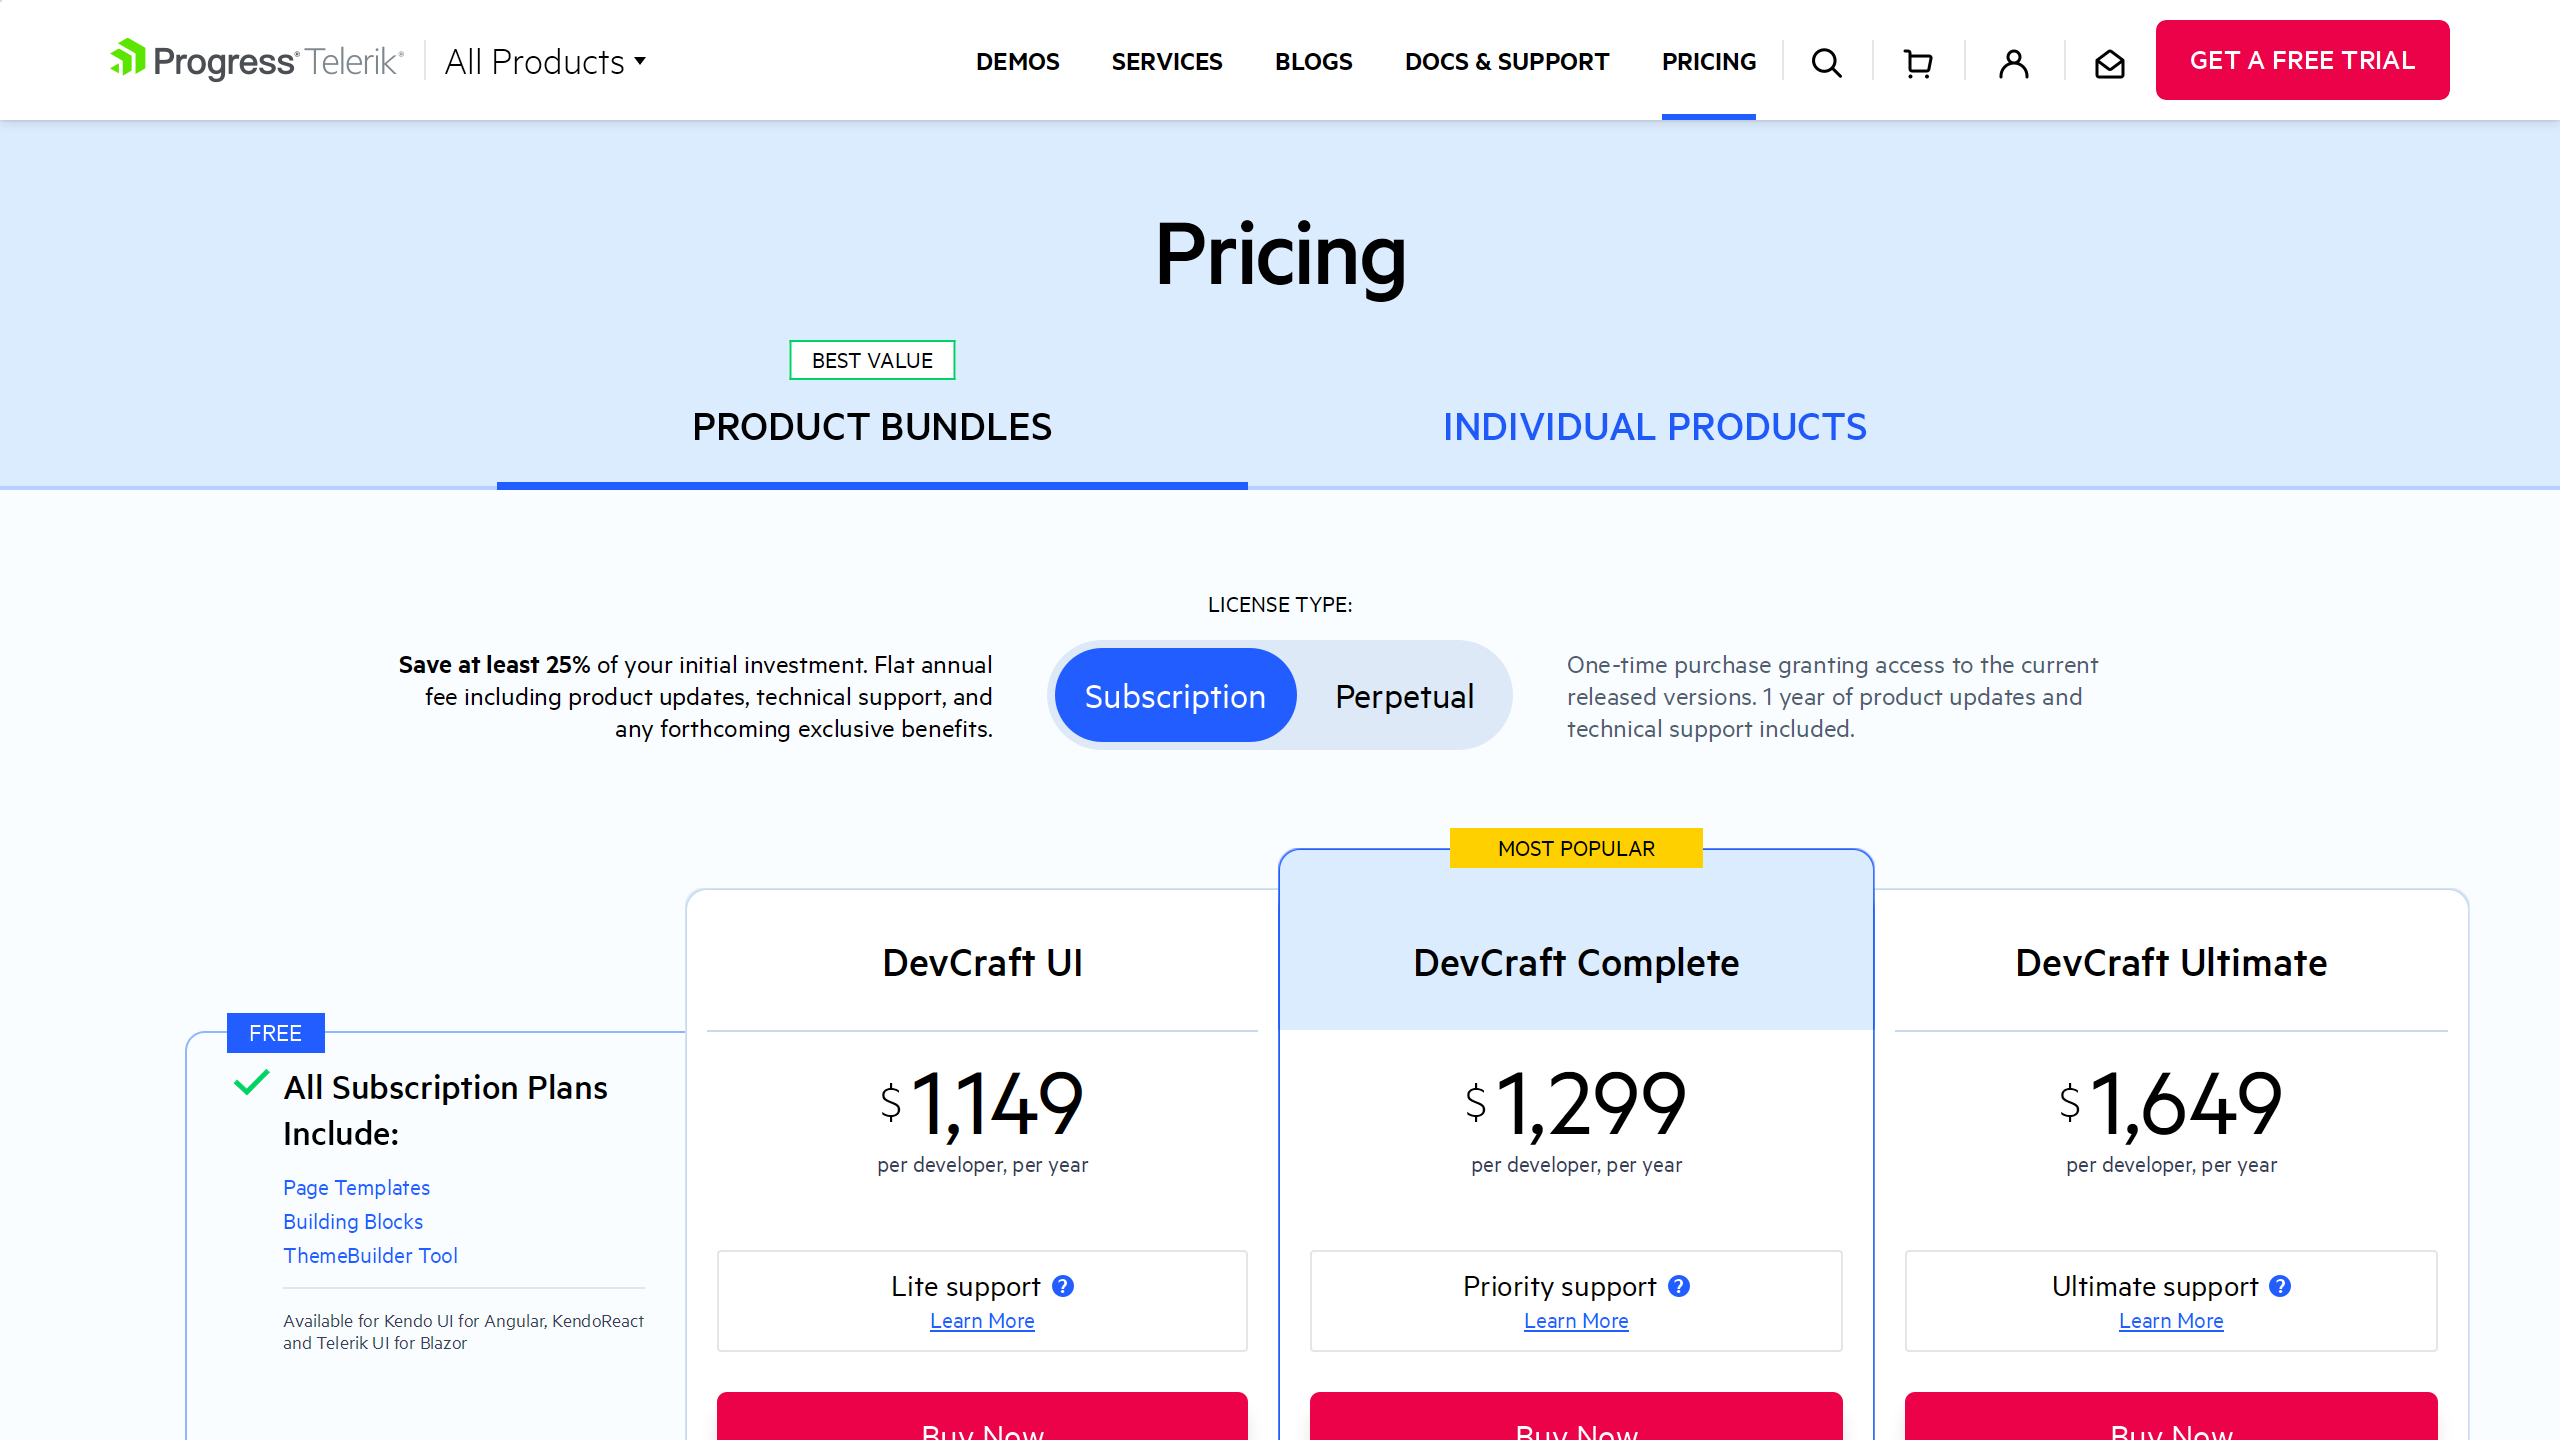 Progress® Telerik® All Products
DEMOS SERVICES BLOGS DOCS & SUPPORT PRICING GET A FREE TRIAL
Pricing
BEST VALUE
PRODUCT BUNDLES INDIVIDUAL PRODUCTS
LICENSE TYPE:
Save at least 25% of your initial investment. Flat annual
fee including product updates, technical support, and
any forthcoming exclusive benefits.
Subscription Perpetual
One-time purchase granting access to the current
released versions. 1 year of product updates and
technical support included.
FREE
All Subscription Plans
Include:
Page Templates
Building Blocks
ThemeBuilder Tool
Available for Kendo UI for Angular, KendoReact
and Telerik UI for Blazor
DevCraft UI
$ 1,149
per developer, per year
Lite support ?
Learn More
Buy Now
MOST POPULAR
DevCraft Complete
$ 1,299
per developer, per year
Priority support ?
Learn More
Buy Now
DevCraft Ultimate
$ 1,649
per developer, per year
Ultimate support ?
Learn More
Buy Now